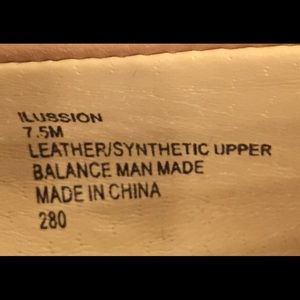 ILUSSION
7.5M
LEATHER/SYNTHETIC UPPER
BALANCE MAN MADE
MADE IN CHINA
280